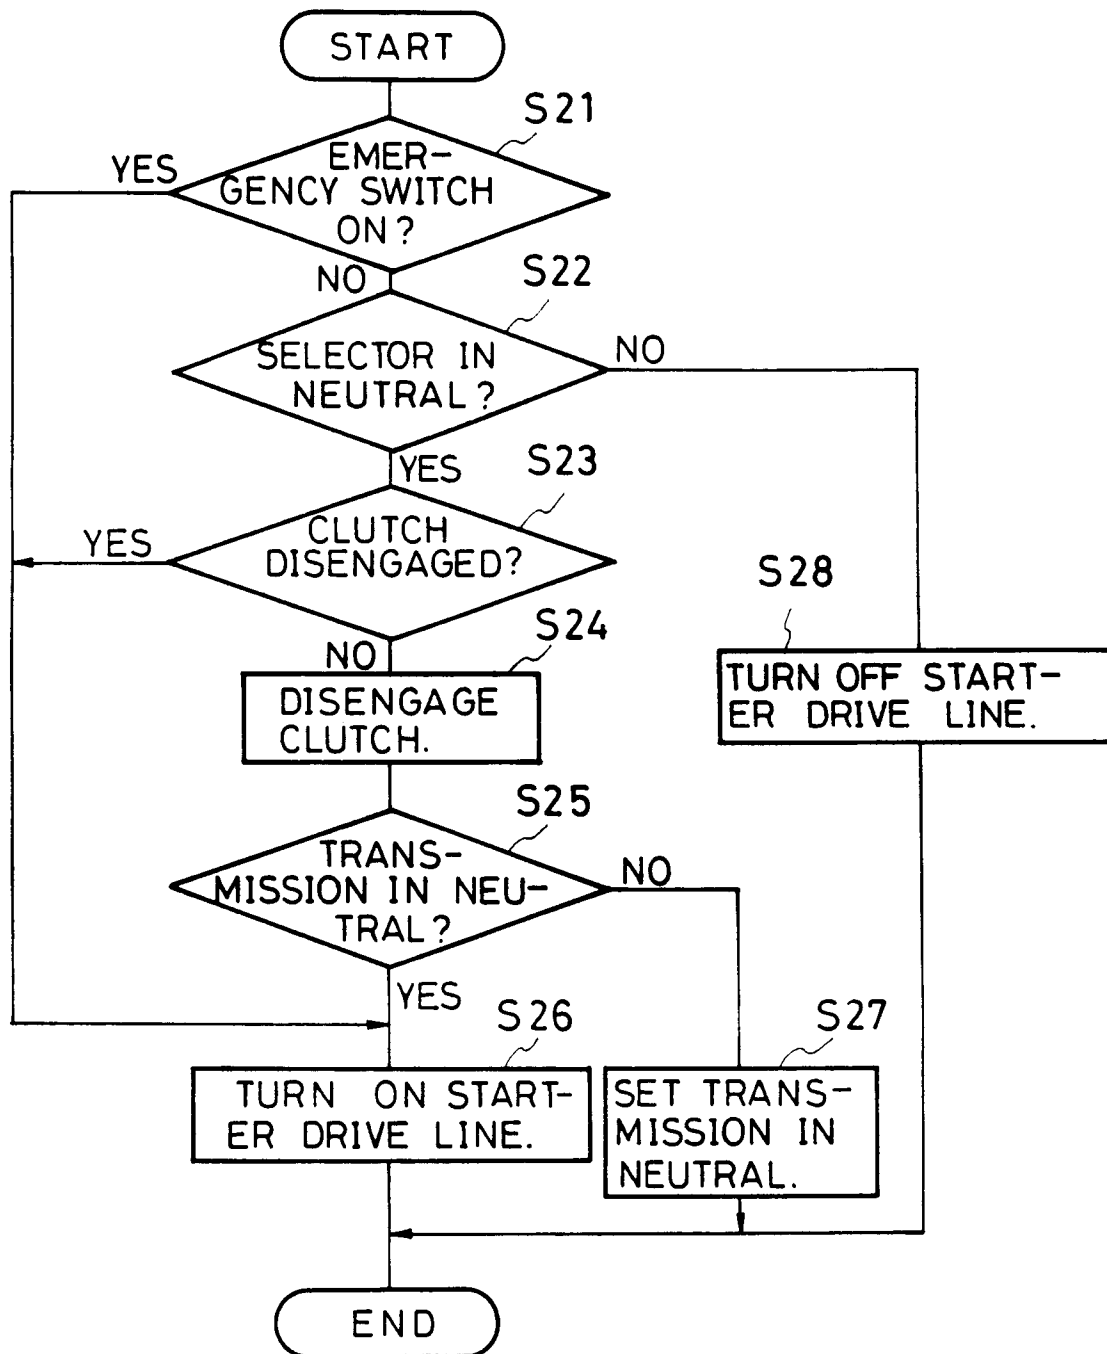 START
S21
YES
EMER-
GENCY SWITCH
ON?
NO
S22
SELECTOR IN
NEUTRAL?
NO
YES
S23
CLUTCH
DISENGAGED?
YES
NO
S24
DISENGAGE
CLUTCH.
S28
TURN OFF START-
ER DRIVE LINE.
S25
TRANS-
MISSION IN NEU-
TRAL?
NO
YES
S26
TURN ON START-
ER DRIVE LINE.
S27
SET TRANS-
MISSION IN
NEUTRAL.
END